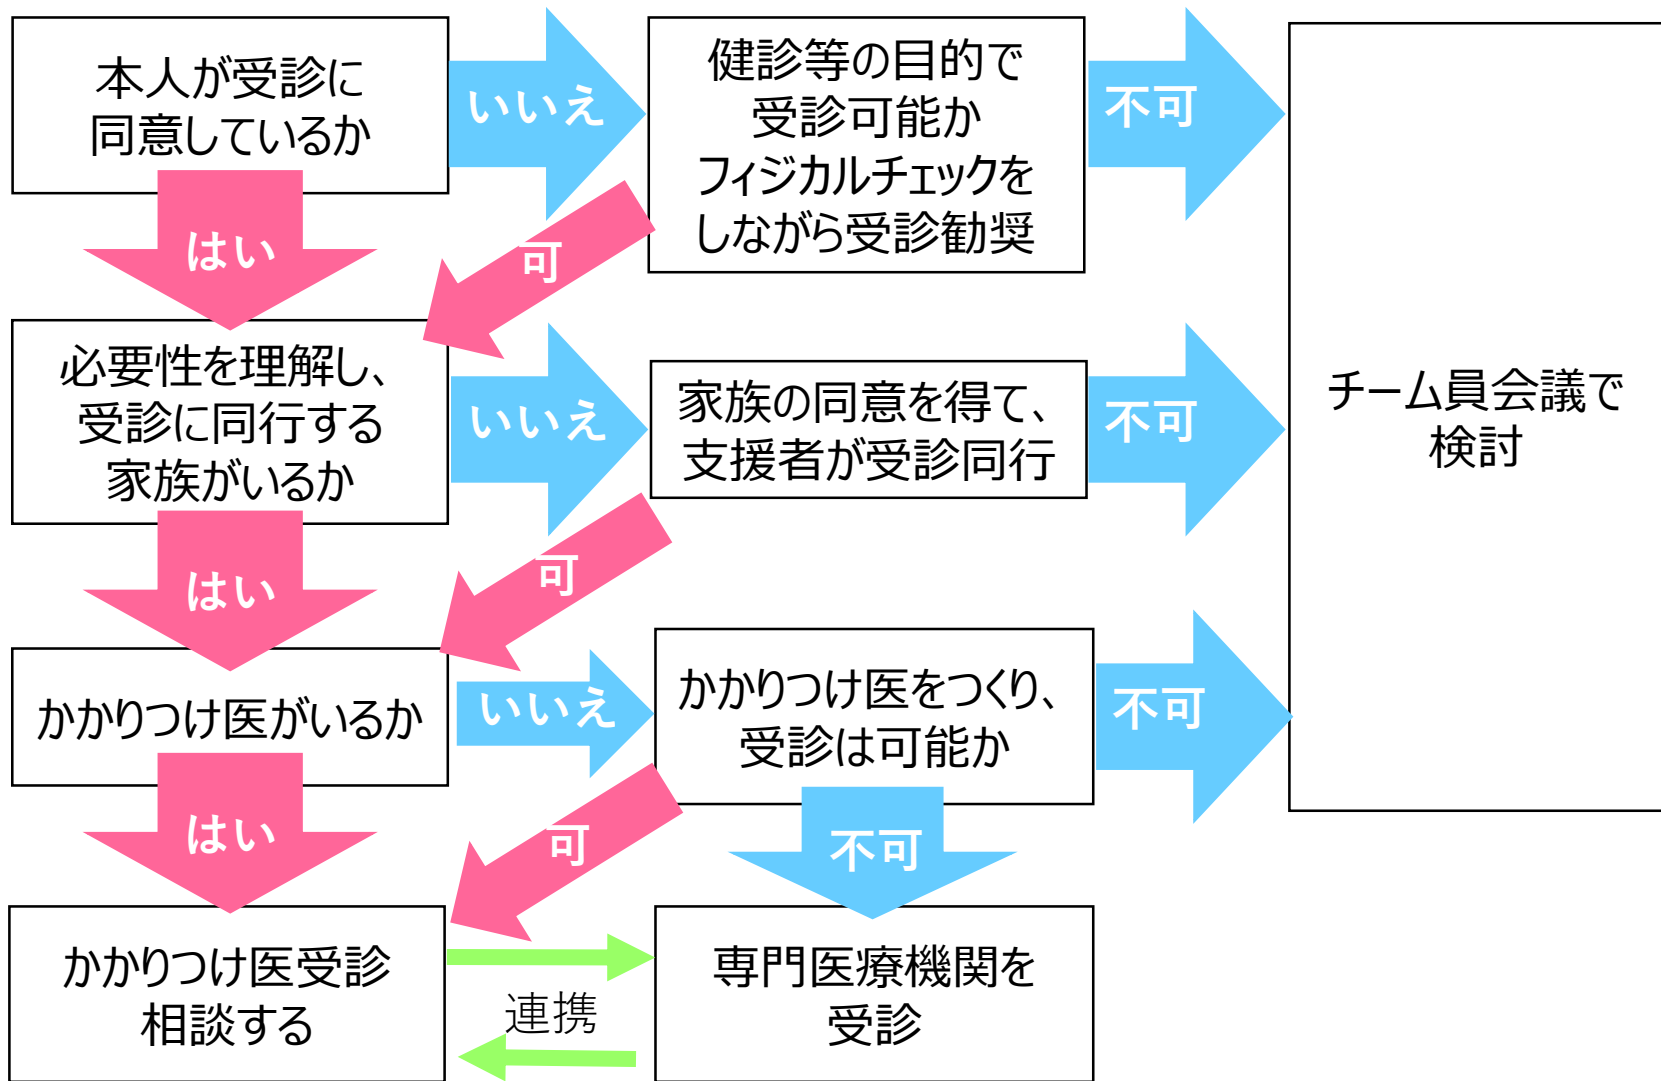 本人が受診に
同意しているか
いいえ
健診等の目的で
受診可能か
フィジカルチェックを
しながら受診勧奨
不可
はい
可
必要性を理解し、
受診に同行する
家族がいるか
いいえ
家族の同意を得て、
支援者が受診同行
不可
チーム員会議で
検討
はい
可
かかりつけ医がいるか
いいえ
かかりつけ医をつくり、
受診は可能か
不可
はい
可
不可
かかりつけ医受診
相談する
連携
専門医療機関を
受診